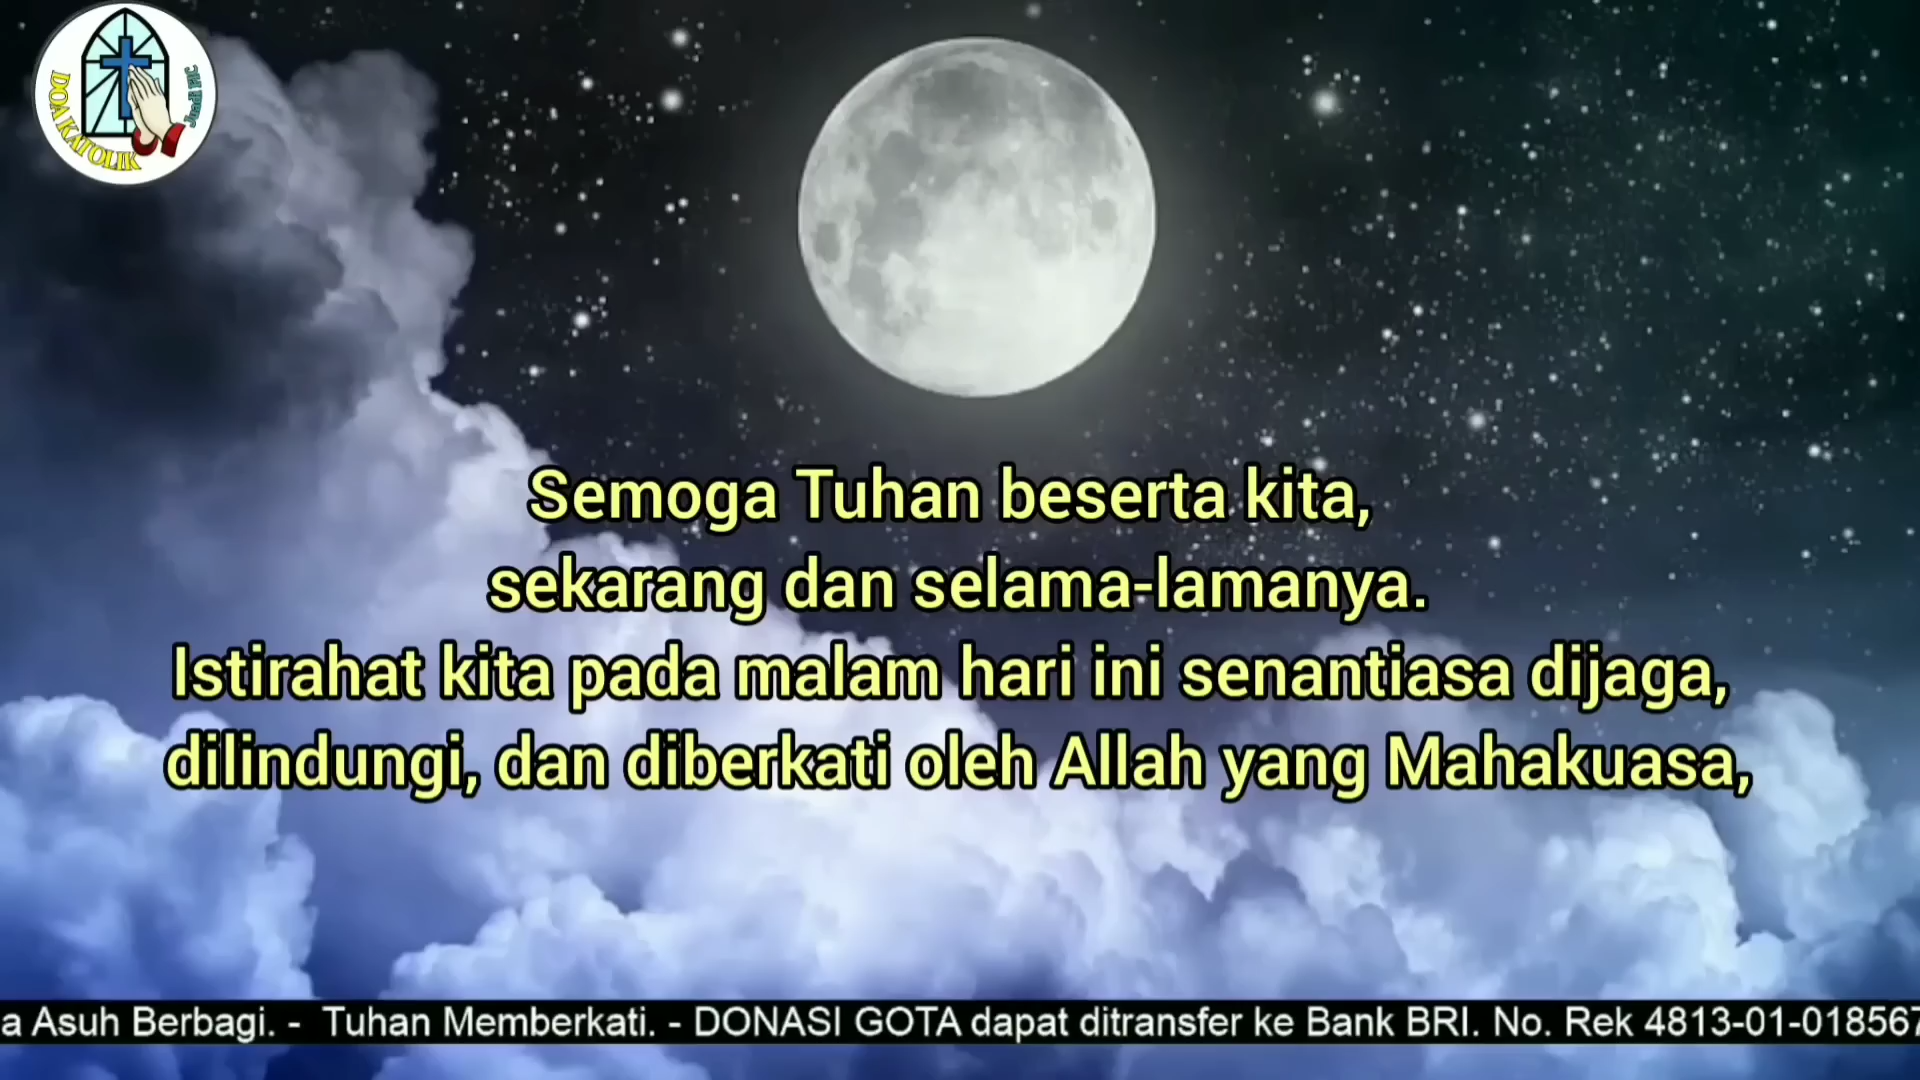 DOA KATOLIK
Semoga Tuhan beserta kita,
sekarang dan selama-lamanya.
Istirahat kita pada malam hari ini senantiasa dijaga,
dilindungi, dan diberkati oleh Allah yang Mahakuasa,
a Asuh Berbagi. - Tuhan Memberkati. - DONASI GOTA dapat ditransfer ke Bank BRI. No. Rek 4813-01-018567